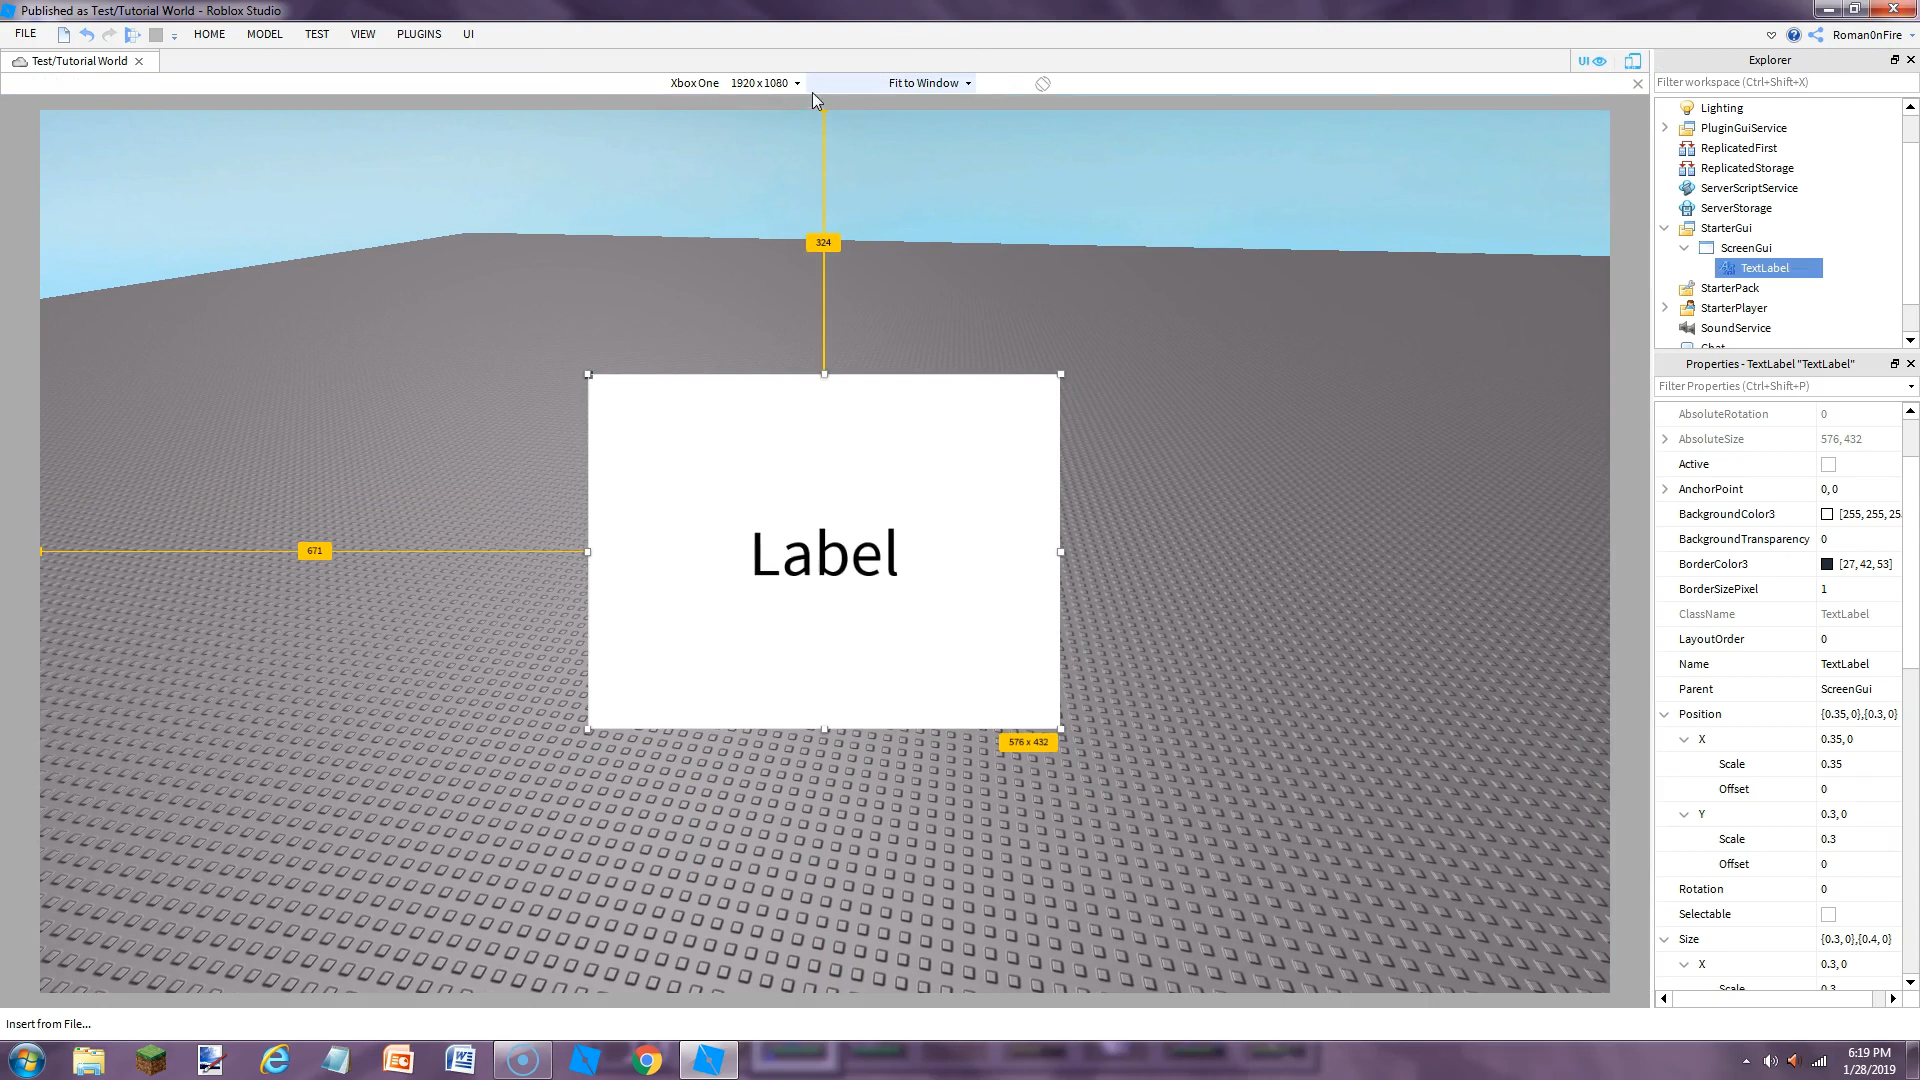 Published as Test/Tutorial World - Roblox Studio
FILE HOME MODEL TEST VIEW PLUGINS UI Roman0nFire
Test/Tutorial World UI
Xbox One 1920x1080 Fit to Window
324
671
Label
576 x 432
Explorer
Filter workspace (Ctrl+Shift+X)
Lighting
PluginGuiService
ReplicatedFirst
ReplicatedStorage
ServerScriptService
ServerStorage
StarterGui
ScreenGui
TextLabel
StarterPack
StarterPlayer
SoundService
Chat
Properties - TextLabel "TextLabel"
Filter Properties (Ctrl+Shift+P)
AbsoluteRotation 0
AbsoluteSize 576, 432
Active
AnchorPoint 0, 0
BackgroundColor3 [255, 255, 25
BackgroundTransparency 0
BorderColor3 [27, 42, 53]
BorderSizePixel 1
ClassName TextLabel
LayoutOrder 0
Name TextLabel
Parent ScreenGui
Position {0.35, 0},{0.3, 0}
X 0.35, 0
Scale 0.35
Offset 0
Y 0.3, 0
Scale 0.3
Offset 0
Rotation 0
Selectable
Size {0.3, 0},{0.4, 0}
X 0.3, 0
Scale 0.3
Insert from File...
6:19 PM
1/28/2019